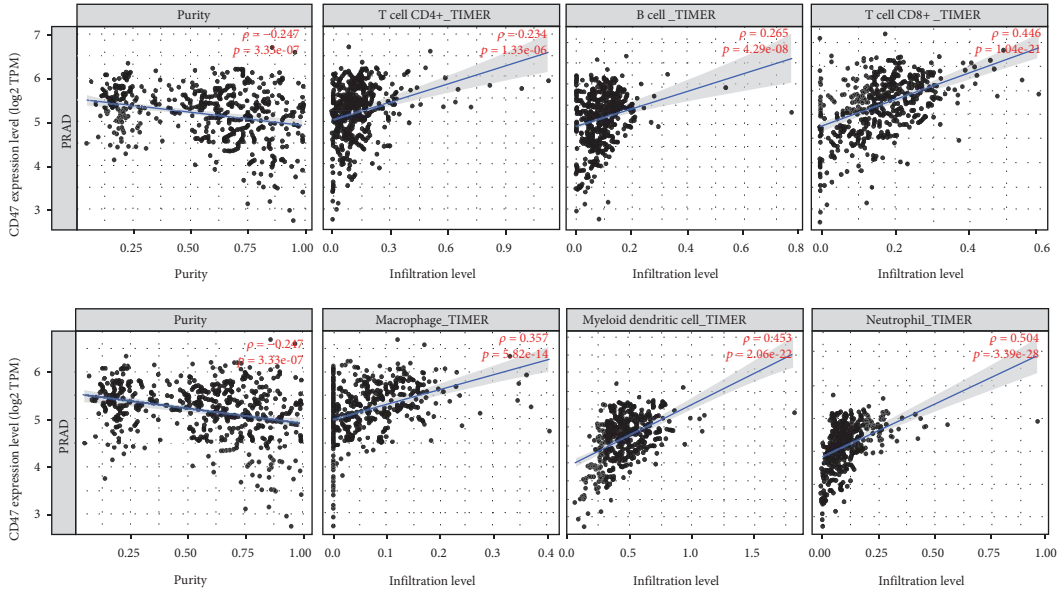 Purity
T cell CD4+_TIMER
B cell _TIMER
T cell CD8+ _TIMER
CD47 expression level (log2 TPM)
PRAD
7
6
5
4
3
ρ = −0.247
p = 3.33e-07
ρ = 0.234
p = 1.33e-06
ρ = 0.265
p = 4.29e-08
ρ = 0.446
p = 1.04e-21
0.25 0.50 0.75 1.00
0.0 0.3 0.6 0.9
0.0 0.2 0.4 0.6 0.8
0.0 0.2 0.4 0.6
Purity
Infiltration level
Infiltration level
Infiltration level
Purity
Macrophage_TIMER
Myeloid dendritic cell_TIMER
Neutrophil_TIMER
CD47 expression level (log2 TPM)
PRAD
6
5
4
3
ρ = −0.247
p = 3.33e-07
ρ = 0.357
p = 5.82e-14
ρ = 0.453
p = 2.06e-22
ρ = 0.504
p = 3.39e-28
0.25 0.50 0.75 1.00
0.0 0.1 0.2 0.3 0.4
0.0 0.5 1.0 1.5
0.00 0.25 0.50 0.75 1.00
Purity
Infiltration level
Infiltration level
Infiltration level